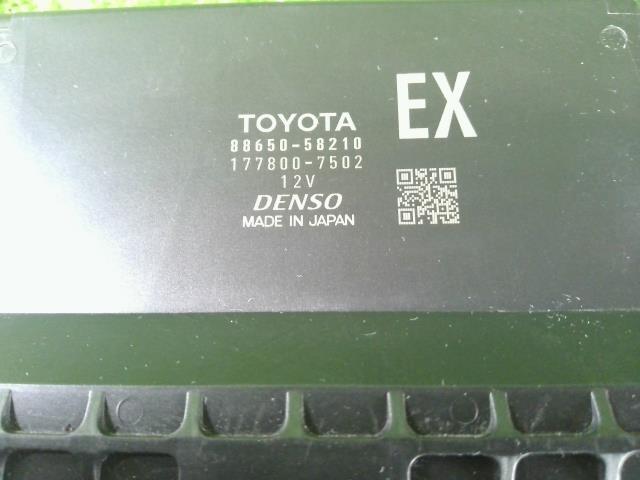 EX
TOYOTA
88650-58210
177800-7502
12V
DENSO
MADE IN JAPAN